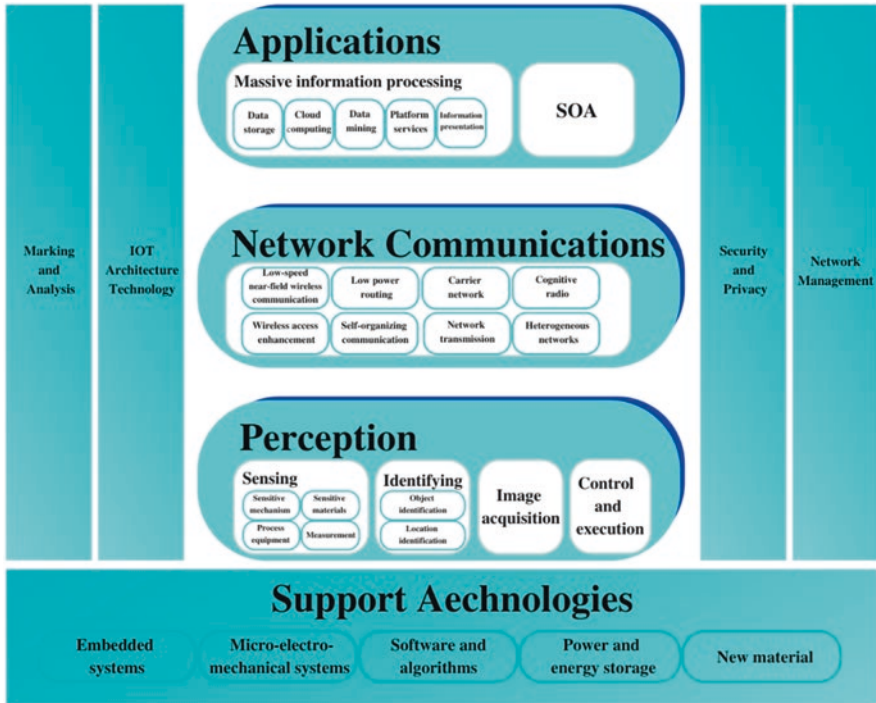 Marking
and
Analysis
IOT
Architecture
Technology
Applications
Massive information processing
Data
storage
Cloud
computing
Data
mining
Platform
services
Information
presentation
SOA
Network Communications
Low-speed
near-field wireless
communication
Low power
routing
Carrier
network
Cognitive
radio
Wireless access
enhancement
Self-organizing
communication
Network
transmission
Heterogeneous
networks
Perception
Sensing
Sensitive
mechanism
Sensitive
materials
Process
equipment
Measurement
Identifying
Object
identification
Location
identification
Image
acquisition
Control
and
execution
Security
and
Privacy
Network
Management
Support Aechnologies
Embedded
systems
Micro-electro-
mechanical systems
Software and
algorithms
Power and
energy storage
New material